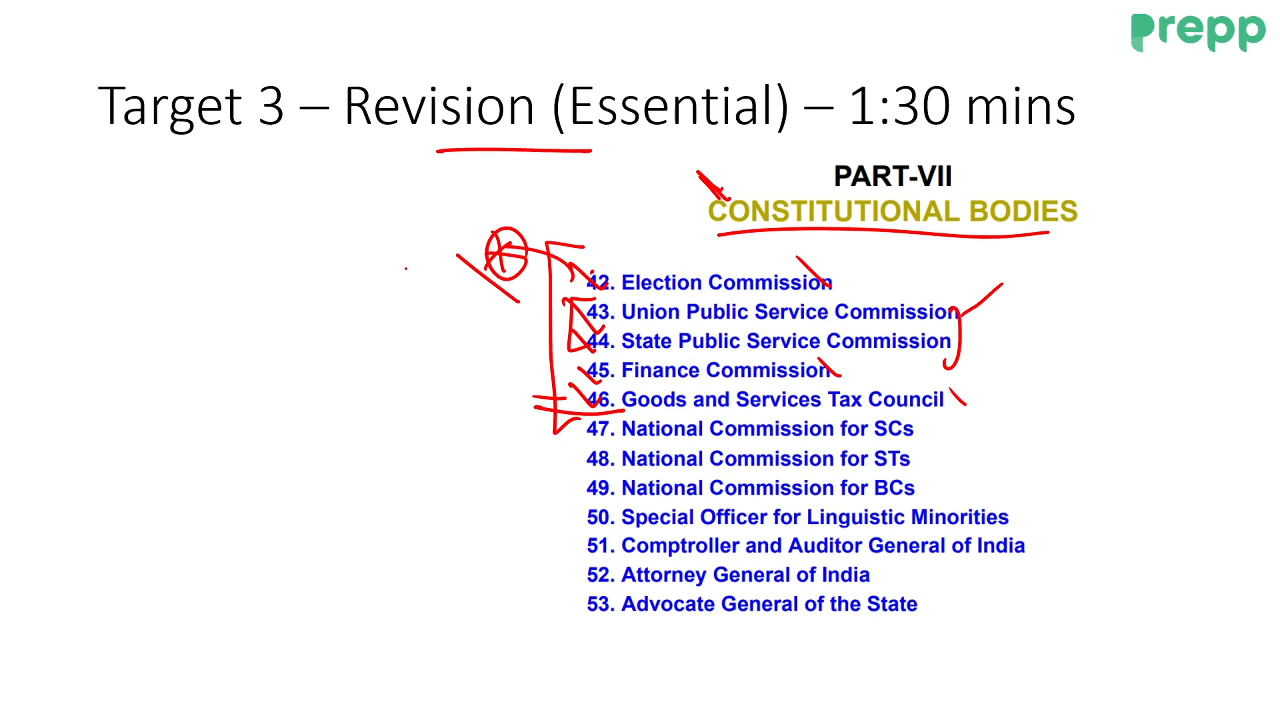 prepp
Target 3 – Revision (Essential) – 1:30 mins
PART-VII
CONSTITUTIONAL BODIES
42. Election Commission
43. Union Public Service Commission
44. State Public Service Commission
45. Finance Commission
46. Goods and Services Tax Council
47. National Commission for SCs
48. National Commission for STs
49. National Commission for BCs
50. Special Officer for Linguistic Minorities
51. Comptroller and Auditor General of India
52. Attorney General of India
53. Advocate General of the State